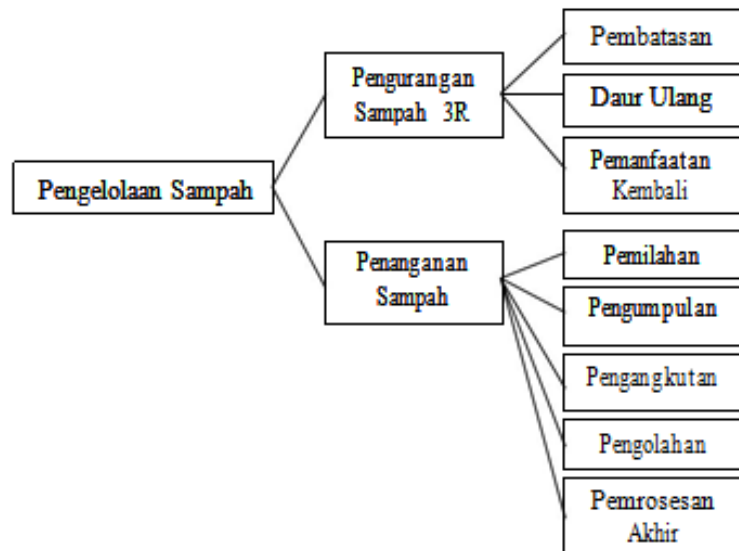 Pengelolaan Sampah
Pengurangan
Sampah 3R
Pembatasan
Daur Ulang
Pemanfaatan
Kembali
Penanganan
Sampah
Pemilahan
Pengumpulan
Pengangkutan
Pengolahan
Pemrosesan
Akhir